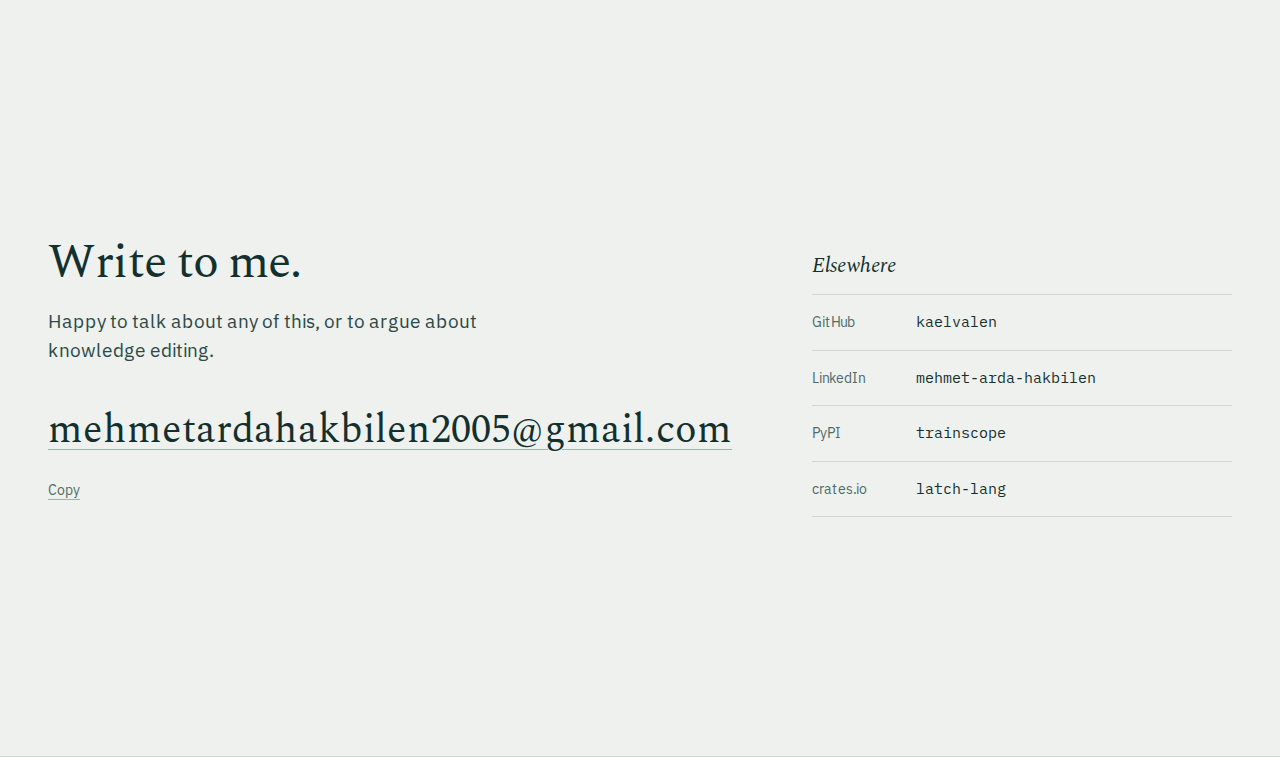 Write to me.
Happy to talk about any of this, or to argue about
knowledge editing.
mehmetardahakbilen2005@gmail.com
Copy
Elsewhere
GitHub kaelvalen
LinkedIn mehmet-arda-hakbilen
PyPI trainscope
crates.io latch-lang